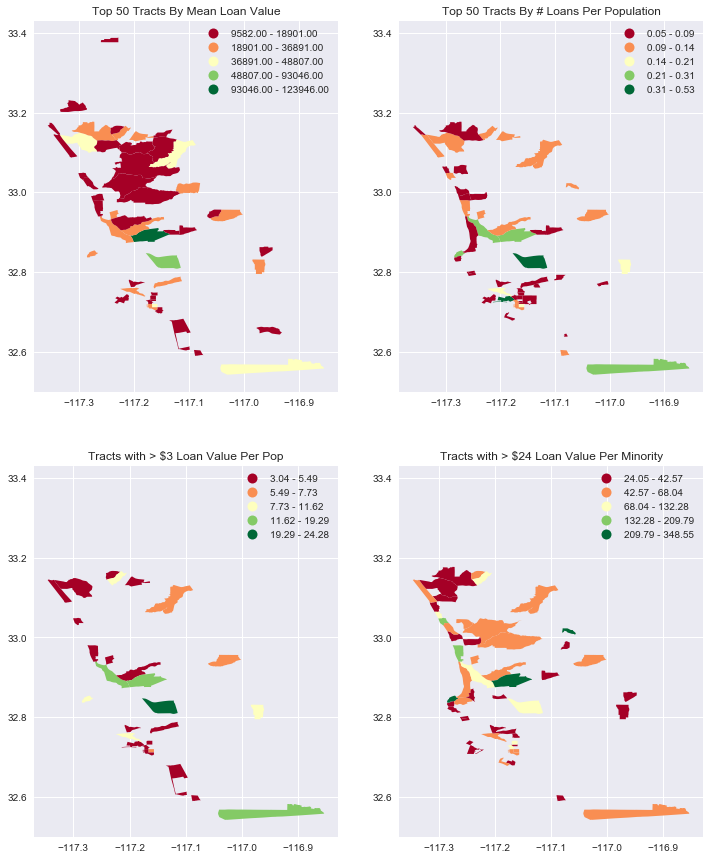 Top 50 Tracts By Mean Loan Value
9582.00 - 18901.00
18901.00 - 36891.00
36891.00 - 48807.00
48807.00 - 93046.00
93046.00 - 123946.00
33.4
33.2
33.0
32.8
32.6
−117.3 −117.2 −117.1 −117.0 −116.9
Top 50 Tracts By # Loans Per Population
0.05 - 0.09
0.09 - 0.14
0.14 - 0.21
0.21 - 0.31
0.31 - 0.53
33.4
33.2
33.0
32.8
32.6
−117.3 −117.2 −117.1 −117.0 −116.9
Tracts with > $3 Loan Value Per Pop
3.04 - 5.49
5.49 - 7.73
7.73 - 11.62
11.62 - 19.29
19.29 - 24.28
33.4
33.2
33.0
32.8
32.6
−117.3 −117.2 −117.1 −117.0 −116.9
Tracts with > $24 Loan Value Per Minority
24.05 - 42.57
42.57 - 68.04
68.04 - 132.28
132.28 - 209.79
209.79 - 348.55
33.4
33.2
33.0
32.8
32.6
−117.3 −117.2 −117.1 −117.0 −116.9